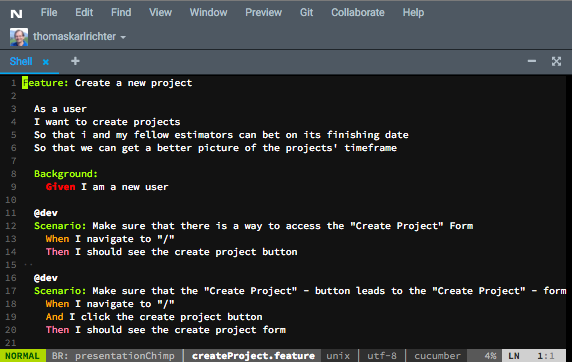 File Edit Find View Window Preview Git Collaborate Help
thomaskarlrichter
Shell × +
1 Feature: Create a new project
2
3 As a user
4 I want to create projects
5 So that i and my fellow estimators can bet on its finishing date
6 So that we can get a better picture of the projects' timeframe
7
8 Background:
9 Given I am a new user
10
11 @dev
12 Scenario: Make sure that there is a way to access the "Create Project" Form
13 When I navigate to "/"
14 Then I should see the create project button
15 --
16 @dev
17 Scenario: Make sure that the "Create Project" - button leads to the "Create Project" - form
18 When I navigate to "/"
19 And I click the create project button
20 Then I should see the create project form
21
NORMAL BR: presentationChimp | createProject.feature unix | utf-8 | cucumber 4% LN 1:1